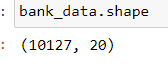 : bank_data.shape
: (10127, 20)